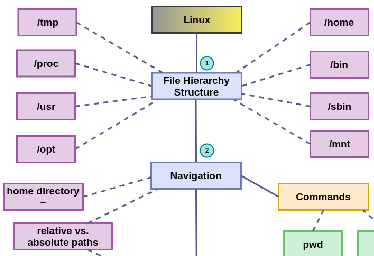 Linux
/tmp
/home
1
/proc
/bin
File Hierarchy
Structure
/usr
/sbin
/opt
/mnt
2
Navigation
home directory
~
Commands
relative vs.
absolute paths
pwd